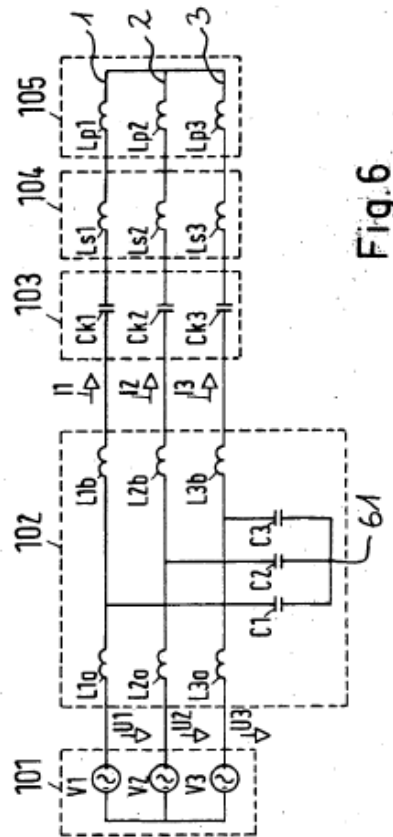 101
102
103
104
105
V1
U1
L1a
L1b
I1
Ck1
Ls1
Lp1
1
V2
U2
L2a
L2b
I2
Ck2
Ls2
Lp2
2
V3
U3
L3a
L3b
I3
Ck3
Ls3
Lp3
3
C1
C2
C3
61
Fig.6